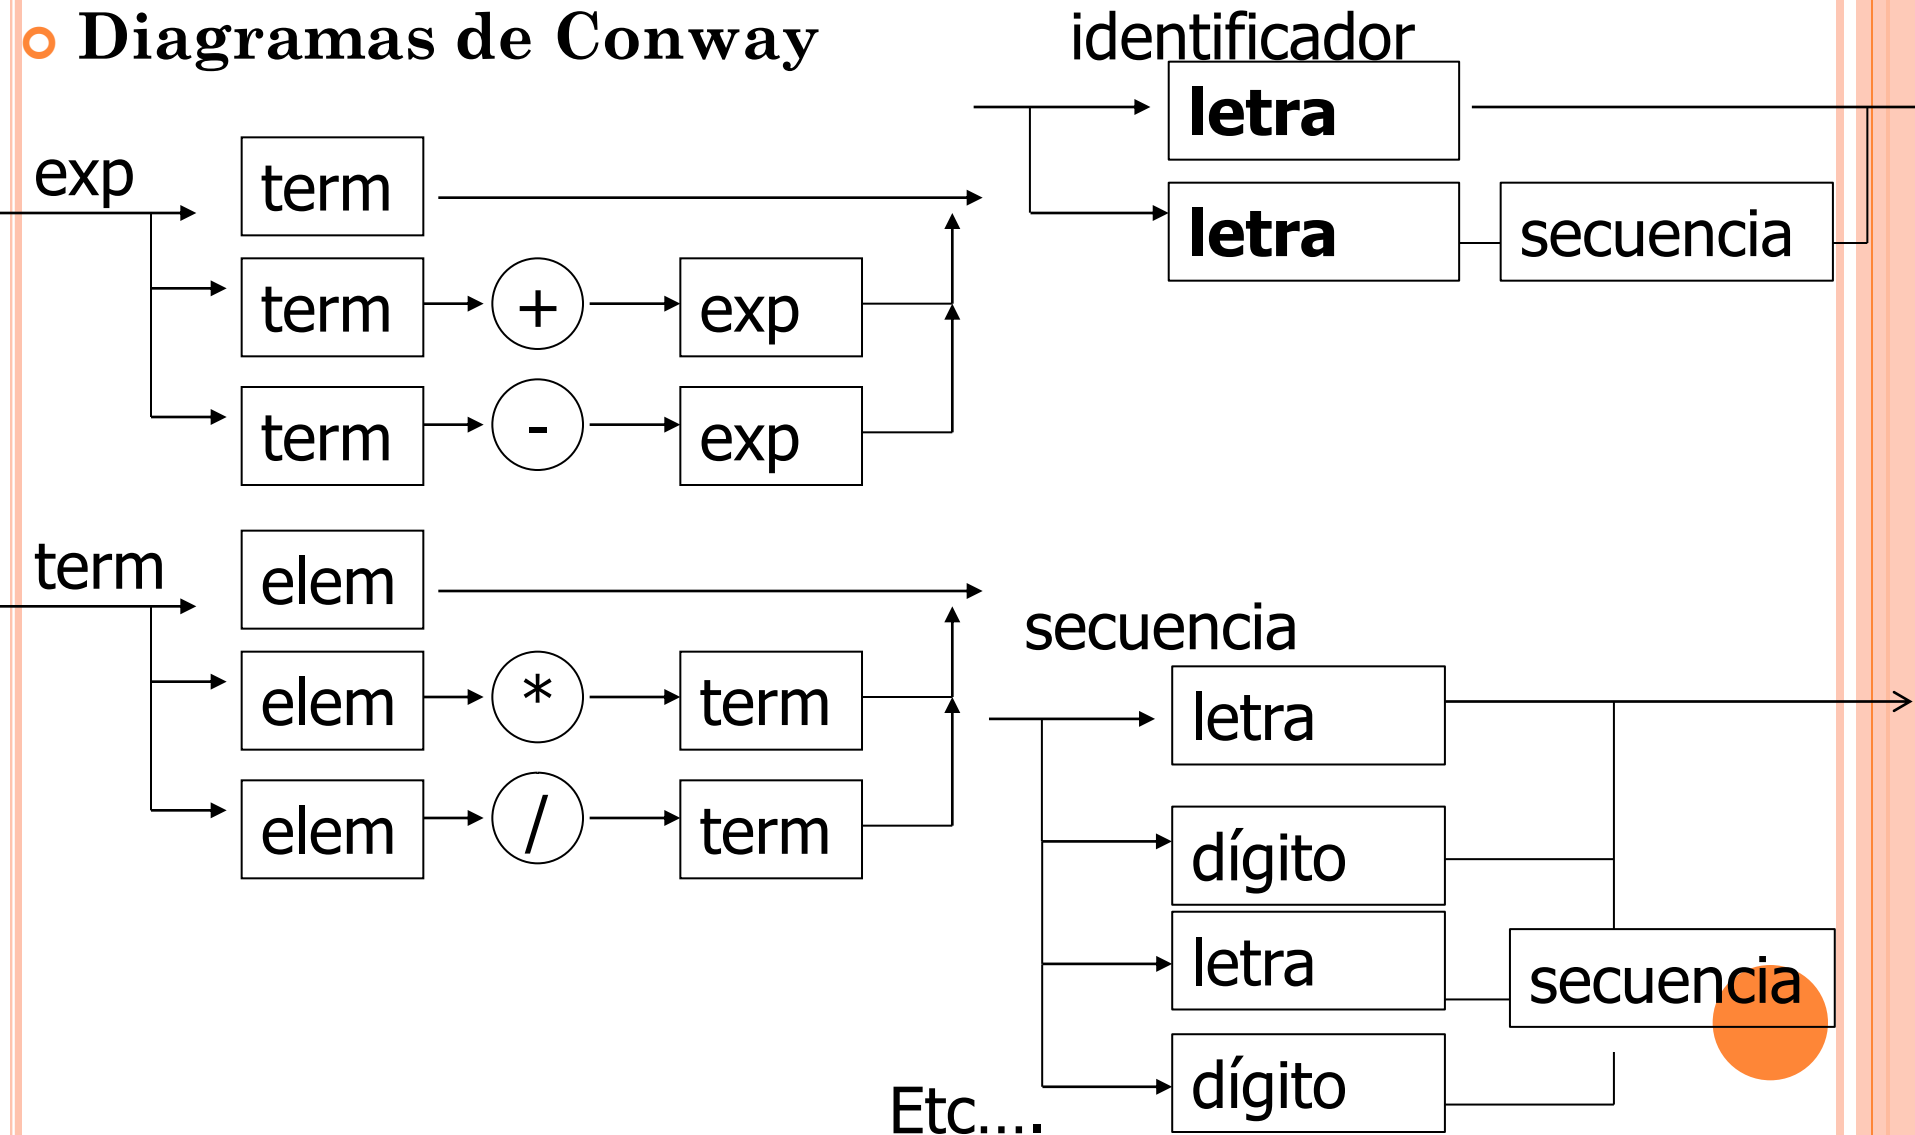 Diagramas de Conway
exp
term
term + exp
term - exp
term
elem
elem * term
elem / term
identificador
letra
letra secuencia
secuencia
letra
dígito
letra
secuencia
dígito
Etc....